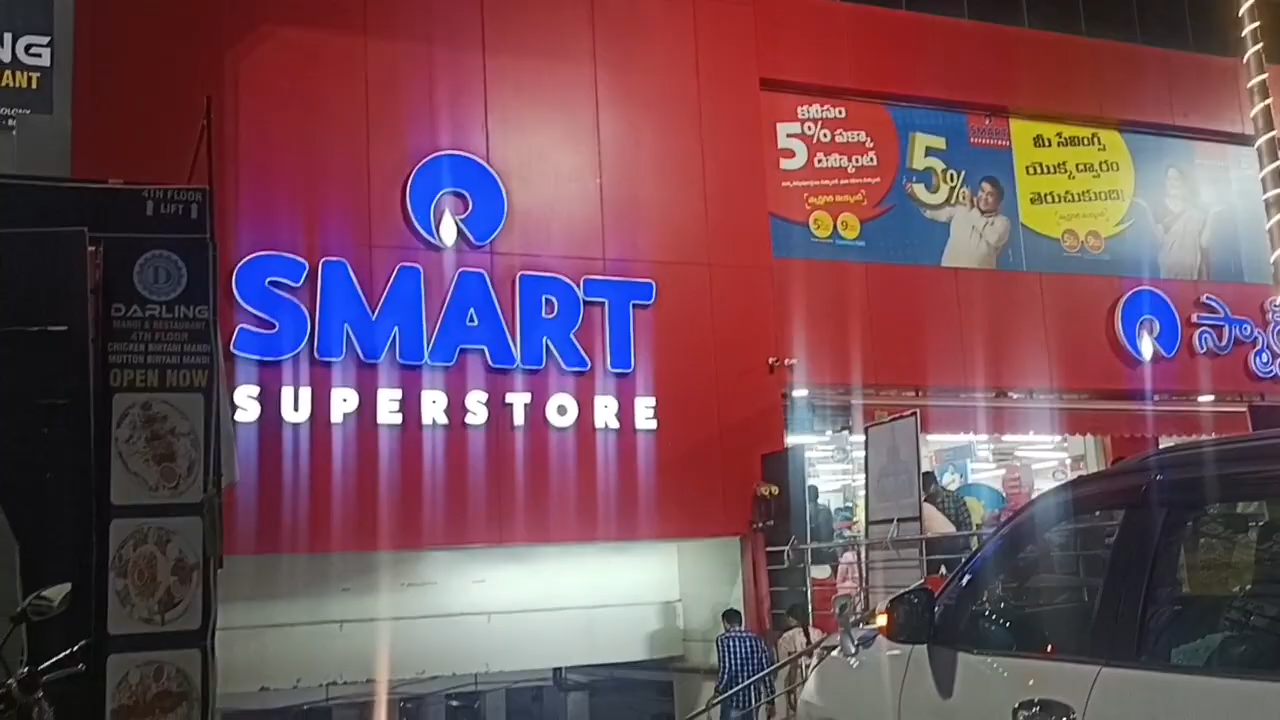 NG
ANT
4TH FLOOR
LIFT
D
DARLING
MANDI & RESTAURANT
4TH FLOOR
CHICKEN BIRYANI MANDI
MUTTON BIRYANI MANDI
OPEN NOW
SMART
SUPERSTORE
కనీసం
5% పక్కా
డిస్కౌంట్
5%
SMART
SUPERSTORE
మీ సేవింగ్స్
యొక్క ద్వారం
తెరుచుకుంది!
స్మార్